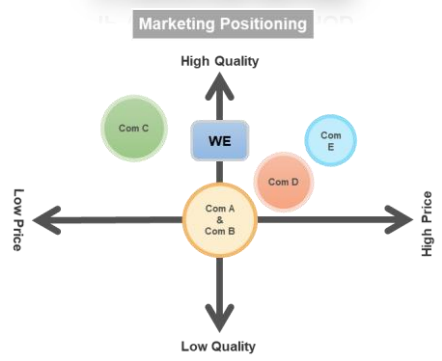 Marketing Positioning
High Quality
Com C
WE
Com
E
Com D
Com A
&
Com B
Low Price
High Price
Low Quality